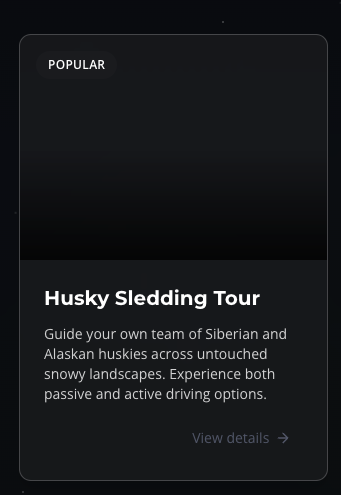 POPULAR
Husky Sledding Tour
Guide your own team of Siberian and
Alaskan huskies across untouched
snowy landscapes. Experience both
passive and active driving options.
View details →